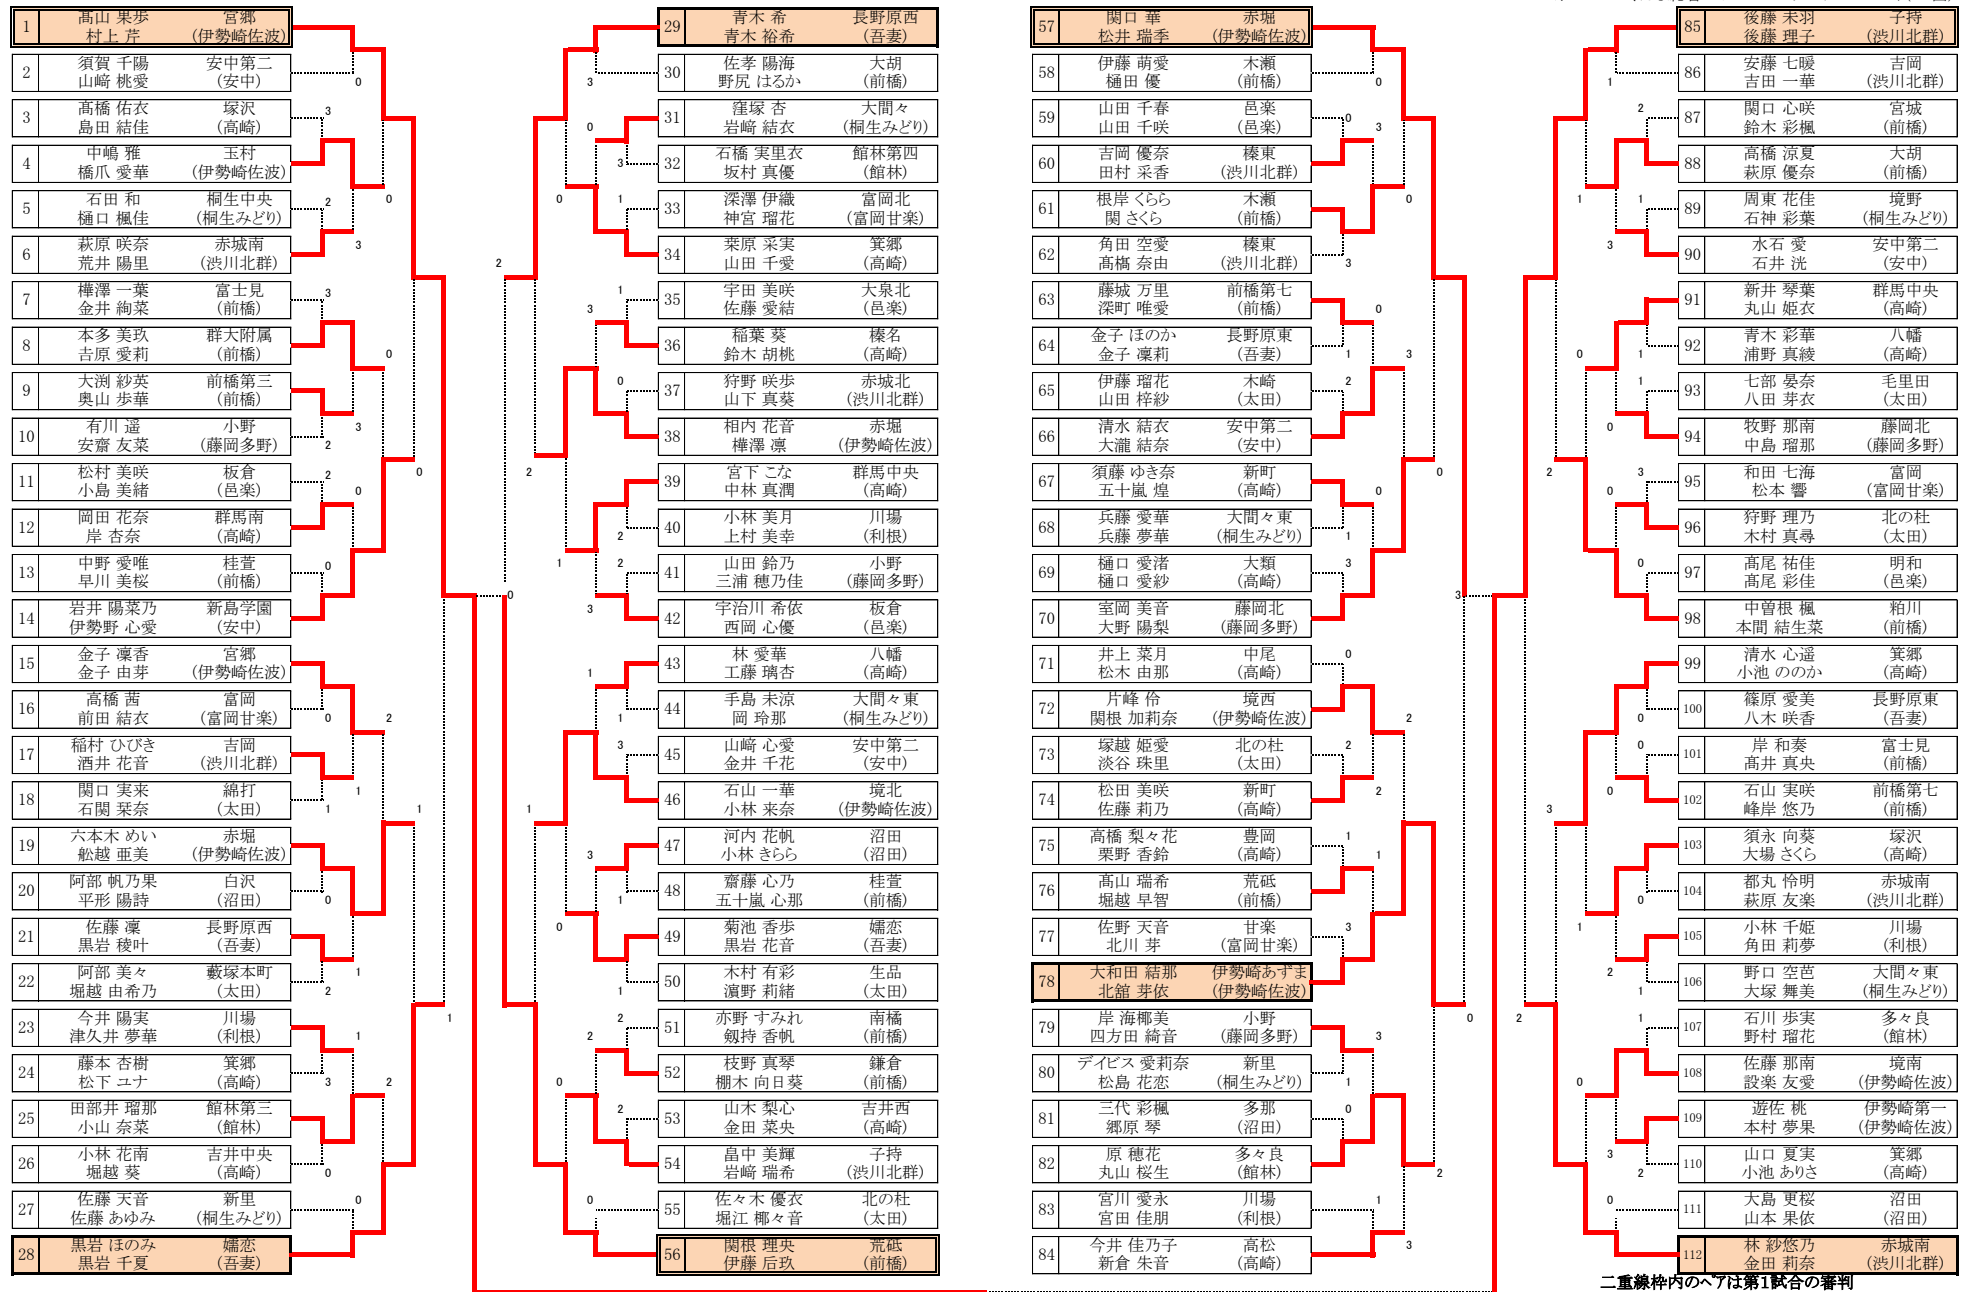 1 髙山 果歩 宮郷
村上 芹 (伊勢崎佐波)
2 須賀 千陽 安中第二
山﨑 桃愛 (安中)
3 髙橋 佑衣 塚沢
島田 結佳 (高崎)
4 中嶋 雅 玉村
橋爪 愛華 (伊勢崎佐波)
5 石田 和 桐生中央
樋口 楓佳 (桐生みどり)
6 萩原 咲奈 赤城南
荒井 陽里 (渋川北群)
7 樺澤 一葉 富士見
金井 絢菜 (前橋)
8 本多 美玖 群大附属
吉原 愛莉 (前橋)
9 大渕 紗英 前橋第三
奥山 歩華 (前橋)
10 有川 遥 小野
安齋 友菜 (藤岡多野)
11 松村 美咲 板倉
小島 美緒 (邑楽)
12 岡田 花奈 群馬南
岸 杏奈 (高崎)
13 中野 愛唯 桂萱
早川 美桜 (前橋)
14 岩井 陽菜乃 新島学園
伊勢野 心愛 (安中)
15 金子 凜香 宮郷
金子 由芽 (伊勢崎佐波)
16 高橋 茜 富岡
前田 結衣 (富岡甘楽)
17 稲村 ひびき 吉岡
酒井 花音 (渋川北群)
18 関口 実来 綿打
石関 栞奈 (太田)
19 六本木 めい 赤堀
舩越 亜美 (伊勢崎佐波)
20 阿部 帆乃果 白沢
平形 陽詩 (沼田)
21 佐藤 凜 長野原西
黒岩 稜叶 (吾妻)
22 阿部 美々 藪塚本町
堀越 由希乃 (太田)
23 今井 陽実 川場
津久井 夢華 (利根)
24 藤本 杏樹 箕郷
松下 ユナ (高崎)
25 田部井 瑠那 館林第三
小山 奈菜 (館林)
26 小林 花南 吉井中央
堀越 葵 (高崎)
27 佐藤 天音 新里
佐藤 あゆみ (桐生みどり)
28 黒岩 ほのみ 嬬恋
黒岩 千夏 (吾妻)
29 青木 希 長野原西
青木 裕希 (吾妻)
30 佐孝 陽海 大胡
野尻 はるか (前橋)
31 窪塚 杏 大間々
岩﨑 結衣 (桐生みどり)
32 石橋 実里衣 館林第四
坂村 真優 (館林)
33 深澤 伊織 富岡北
神宮 瑠花 (富岡甘楽)
34 栗原 采実 箕郷
山田 千愛 (高崎)
35 宇田 美咲 大泉北
佐藤 愛結 (邑楽)
36 稲葉 葵 榛名
鈴木 胡桃 (高崎)
37 狩野 咲歩 赤城北
山下 真葵 (渋川北群)
38 相内 花音 赤堀
樺澤 凛 (伊勢崎佐波)
39 宮下 こな 群馬中央
中林 真潤 (高崎)
40 小林 美月 川場
上村 美幸 (利根)
41 山田 鈴乃 小野
三浦 穂乃佳 (藤岡多野)
42 宇治川 希依 板倉
西岡 心優 (邑楽)
43 林 愛華 八幡
工藤 璃杏 (高崎)
44 手島 未涼 大間々東
岡 玲那 (桐生みどり)
45 山﨑 心愛 安中第二
金井 千花 (安中)
46 石山 一華 境北
小林 来奈 (伊勢崎佐波)
47 河内 花帆 沼田
小林 きらら (沼田)
48 齋藤 心乃 桂萱
五十嵐 心那 (前橋)
49 菊池 香歩 嬬恋
黒岩 花音 (吾妻)
50 木村 有彩 生品
濵野 莉緒 (太田)
51 亦野 すみれ 南橘
剱持 香帆 (前橋)
52 枝野 真琴 鎌倉
棚木 向日葵 (前橋)
53 山木 梨心 吉井西
金田 菜央 (高崎)
54 畠中 美輝 子持
岩﨑 瑞希 (渋川北群)
55 佐々木 優衣 北の杜
堀江 梛々音 (太田)
56 関根 理央 荒砥
伊藤 后玖 (前橋)
57 関口 華 赤堀
松井 瑞季 (伊勢崎佐波)
58 伊藤 萌愛 木瀬
樋田 優 (前橋)
59 山田 千春 邑楽
山田 千咲 (邑楽)
60 吉岡 優奈 榛東
田村 采香 (渋川北群)
61 根岸 くらら 木瀬
関 さくら (前橋)
62 角田 空愛 榛東
髙橋 奈由 (渋川北群)
63 藤城 万里 前橋第七
深町 唯愛 (前橋)
64 金子 ほのか 長野原東
金子 凜莉 (吾妻)
65 伊藤 瑠花 木崎
山田 梓紗 (太田)
66 清水 結衣 安中第二
大瀧 結奈 (安中)
67 須藤 ゆき奈 新町
五十嵐 煌 (高崎)
68 兵藤 愛華 大間々東
兵藤 夢華 (桐生みどり)
69 樋口 愛渚 大類
樋口 愛紗 (高崎)
70 室岡 美音 藤岡北
大野 陽梨 (藤岡多野)
71 井上 菜月 中尾
松木 由那 (高崎)
72 片峰 伶 境西
関根 加莉奈 (伊勢崎佐波)
73 塚越 姫愛 北の杜
淡谷 珠里 (太田)
74 松田 美咲 新町
佐藤 莉乃 (高崎)
75 高橋 梨々花 豊岡
栗野 香鈴 (高崎)
76 髙山 瑞希 荒砥
堀越 早智 (前橋)
77 佐野 天音 甘楽
北川 芽 (富岡甘楽)
78 大和田 結那 伊勢崎あずま
北舘 芽依 (伊勢崎佐波)
79 岸 海椰美 小野
四方田 綺音 (藤岡多野)
80 デイビス 愛莉奈 新里
松島 花恋 (桐生みどり)
81 三代 彩楓 多那
郷原 琴 (沼田)
82 原 穂花 多々良
丸山 桜生 (館林)
83 宮川 愛永 川場
宮田 佳朋 (利根)
84 今井 佳乃子 高松
新倉 朱音 (高崎)
85 後藤 未羽 子持
後藤 理子 (渋川北群)
86 安藤 七暖 吉岡
吉田 一華 (渋川北群)
87 関口 心咲 宮城
鈴木 彩楓 (前橋)
88 高橋 涼夏 大胡
萩原 優奈 (前橋)
89 周東 花佳 境野
石神 彩葉 (桐生みどり)
90 水石 愛 安中第二
石井 洸 (安中)
91 新井 琴葉 群馬中央
丸山 姫衣 (高崎)
92 青木 彩華 八幡
浦野 真綾 (高崎)
93 七部 晏奈 毛里田
八田 芽衣 (太田)
94 牧野 那南 藤岡北
中島 瑠那 (藤岡多野)
95 和田 七海 富岡
松本 響 (富岡甘楽)
96 狩野 理乃 北の杜
木村 真尋 (太田)
97 髙尾 祐佳 明和
髙尾 彩佳 (邑楽)
98 中曽根 楓 粕川
本間 結生菜 (前橋)
99 清水 心遥 箕郷
小池 ののか (高崎)
100 篠原 愛美 長野原東
八木 咲香 (吾妻)
101 岸 和奏 富士見
髙井 真央 (前橋)
102 石山 実咲 前橋第七
峰岸 悠乃 (前橋)
103 須永 向葵 塚沢
大場 さくら (高崎)
104 都丸 怜明 赤城南
萩原 友楽 (渋川北群)
105 小林 千姫 川場
角田 莉夢 (利根)
106 野口 空芭 大間々東
大塚 舞美 (桐生みどり)
107 石川 歩実 多々良
野村 瑠花 (館林)
108 佐藤 那南 境南
設楽 友愛 (伊勢崎佐波)
109 遊佐 桃 伊勢崎第一
本村 夢果 (伊勢崎佐波)
110 山口 夏実 箕郷
小池 ありさ (高崎)
111 大島 更桜 沼田
山本 果依 (沼田)
112 林 紗悠乃 赤城南
金田 莉奈 (渋川北群)
二重線枠内のペアは第1試合の審判